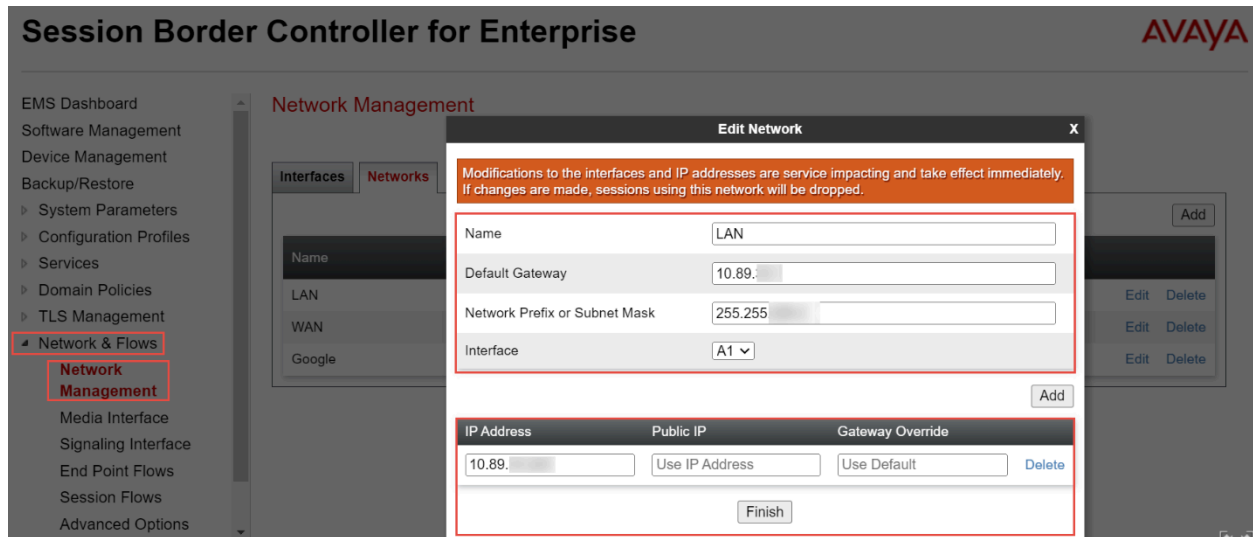 Session Border Controller for Enterprise
AVAYA
EMS Dashboard
Software Management
Device Management
Backup/Restore
System Parameters
Configuration Profiles
Services
Domain Policies
TLS Management
Network & Flows
Network
Management
Media Interface
Signaling Interface
End Point Flows
Session Flows
Advanced Options
Network Management
Interfaces Networks
Add
Name
LAN Edit Delete
WAN Edit Delete
Google Edit Delete
Edit Network X
Modifications to the interfaces and IP addresses are service impacting and take effect immediately.
If changes are made, sessions using this network will be dropped.
Name LAN
Default Gateway 10.89.
Network Prefix or Subnet Mask 255.255
Interface A1
Add
IP Address Public IP Gateway Override
10.89. Use IP Address Use Default Delete
Finish